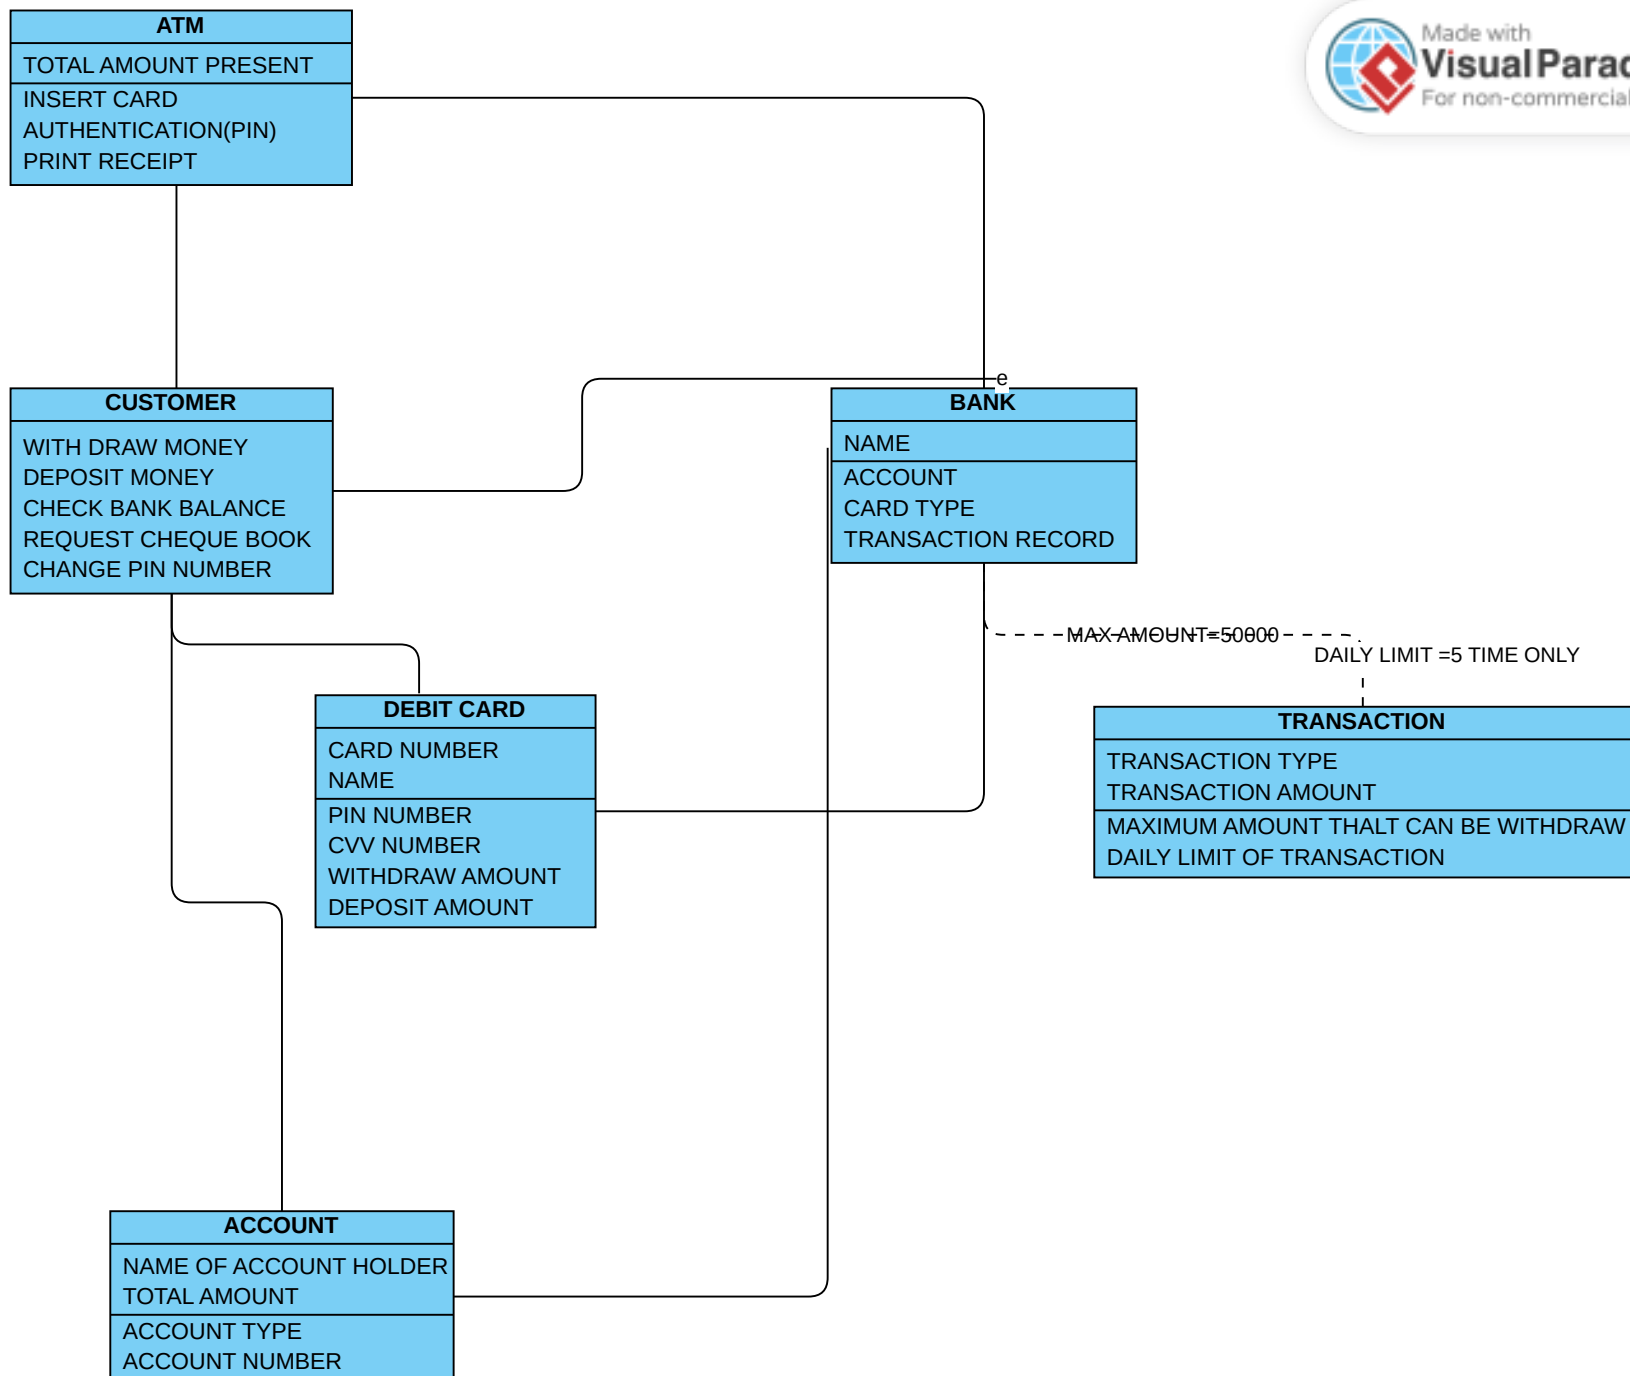 ATM
TOTAL AMOUNT PRESENT
INSERT CARD
AUTHENTICATION(PIN)
PRINT RECEIPT
Made with
Visual Parad
For non-commercial
e
CUSTOMER
WITH DRAW MONEY
DEPOSIT MONEY
CHECK BANK BALANCE
REQUEST CHEQUE BOOK
CHANGE PIN NUMBER
BANK
NAME
ACCOUNT
CARD TYPE
TRANSACTION RECORD
MAX AMOUNT=50000
DAILY LIMIT =5 TIME ONLY
DEBIT CARD
CARD NUMBER
NAME
PIN NUMBER
CVV NUMBER
WITHDRAW AMOUNT
DEPOSIT AMOUNT
TRANSACTION
TRANSACTION TYPE
TRANSACTION AMOUNT
MAXIMUM AMOUNT THALT CAN BE WITHDRAW
DAILY LIMIT OF TRANSACTION
ACCOUNT
NAME OF ACCOUNT HOLDER
TOTAL AMOUNT
ACCOUNT TYPE
ACCOUNT NUMBER